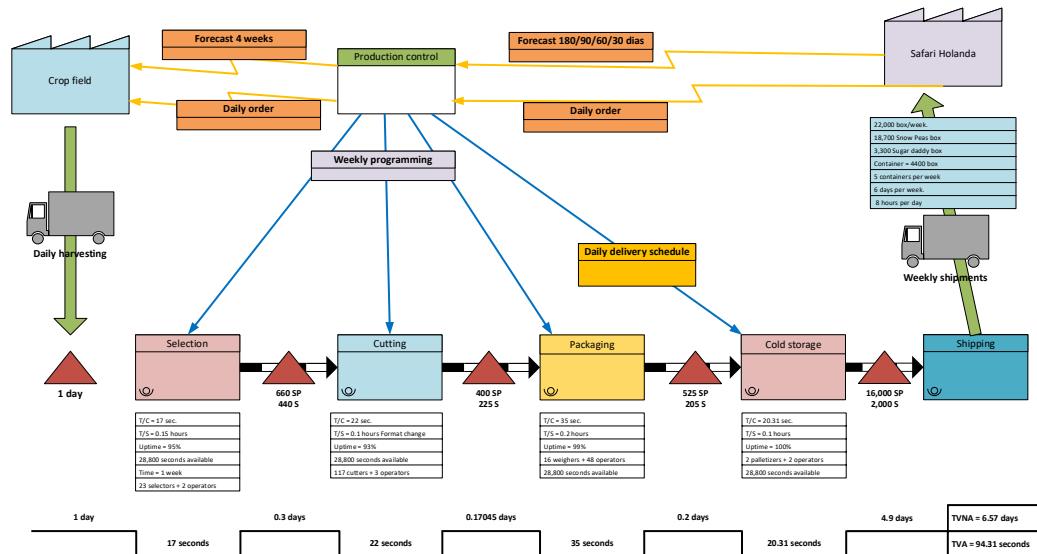 Forecast 4 weeks
Forecast 180/90/60/30 dias
Crop field
Production control
Safari Holanda
Daily order
Daily order
22,000 box/week.
18,700 Snow Peas box
3,300 Sugar daddy box
Container = 4400 box
5 containers per week
6 days per week.
8 hours per day
Weekly programming
Daily harvesting
Daily delivery schedule
Weekly shipments
Selection
Cutting
Packaging
Cold storage
Shipping
1 day
660 SP
440 S
400 SP
225 S
525 SP
205 S
16,000 SP
2,000 S
T/C = 17 sec.
T/S = 0.15 hours
Uptime = 95%
28,800 seconds available
Time = 1 week
23 selectors + 2 operators
T/C = 22 sec.
T/S = 0.1 hours Format change
Uptime = 93%
28,800 seconds available
117 cutters + 3 operators
T/C = 35 sec.
T/S = 0.2 hours
Uptime = 99%
16 weighers + 48 operators
28,800 seconds available
T/C = 20.31 sec.
T/S = 0.1 hours
Uptime = 100%
2 palletizers + 2 operators
28,800 seconds available
1 day
0.3 days
0.17045 days
0.2 days
4.9 days
TVNA = 6.57 days
17 seconds
22 seconds
35 seconds
20.31 seconds
TVA = 94.31 seconds